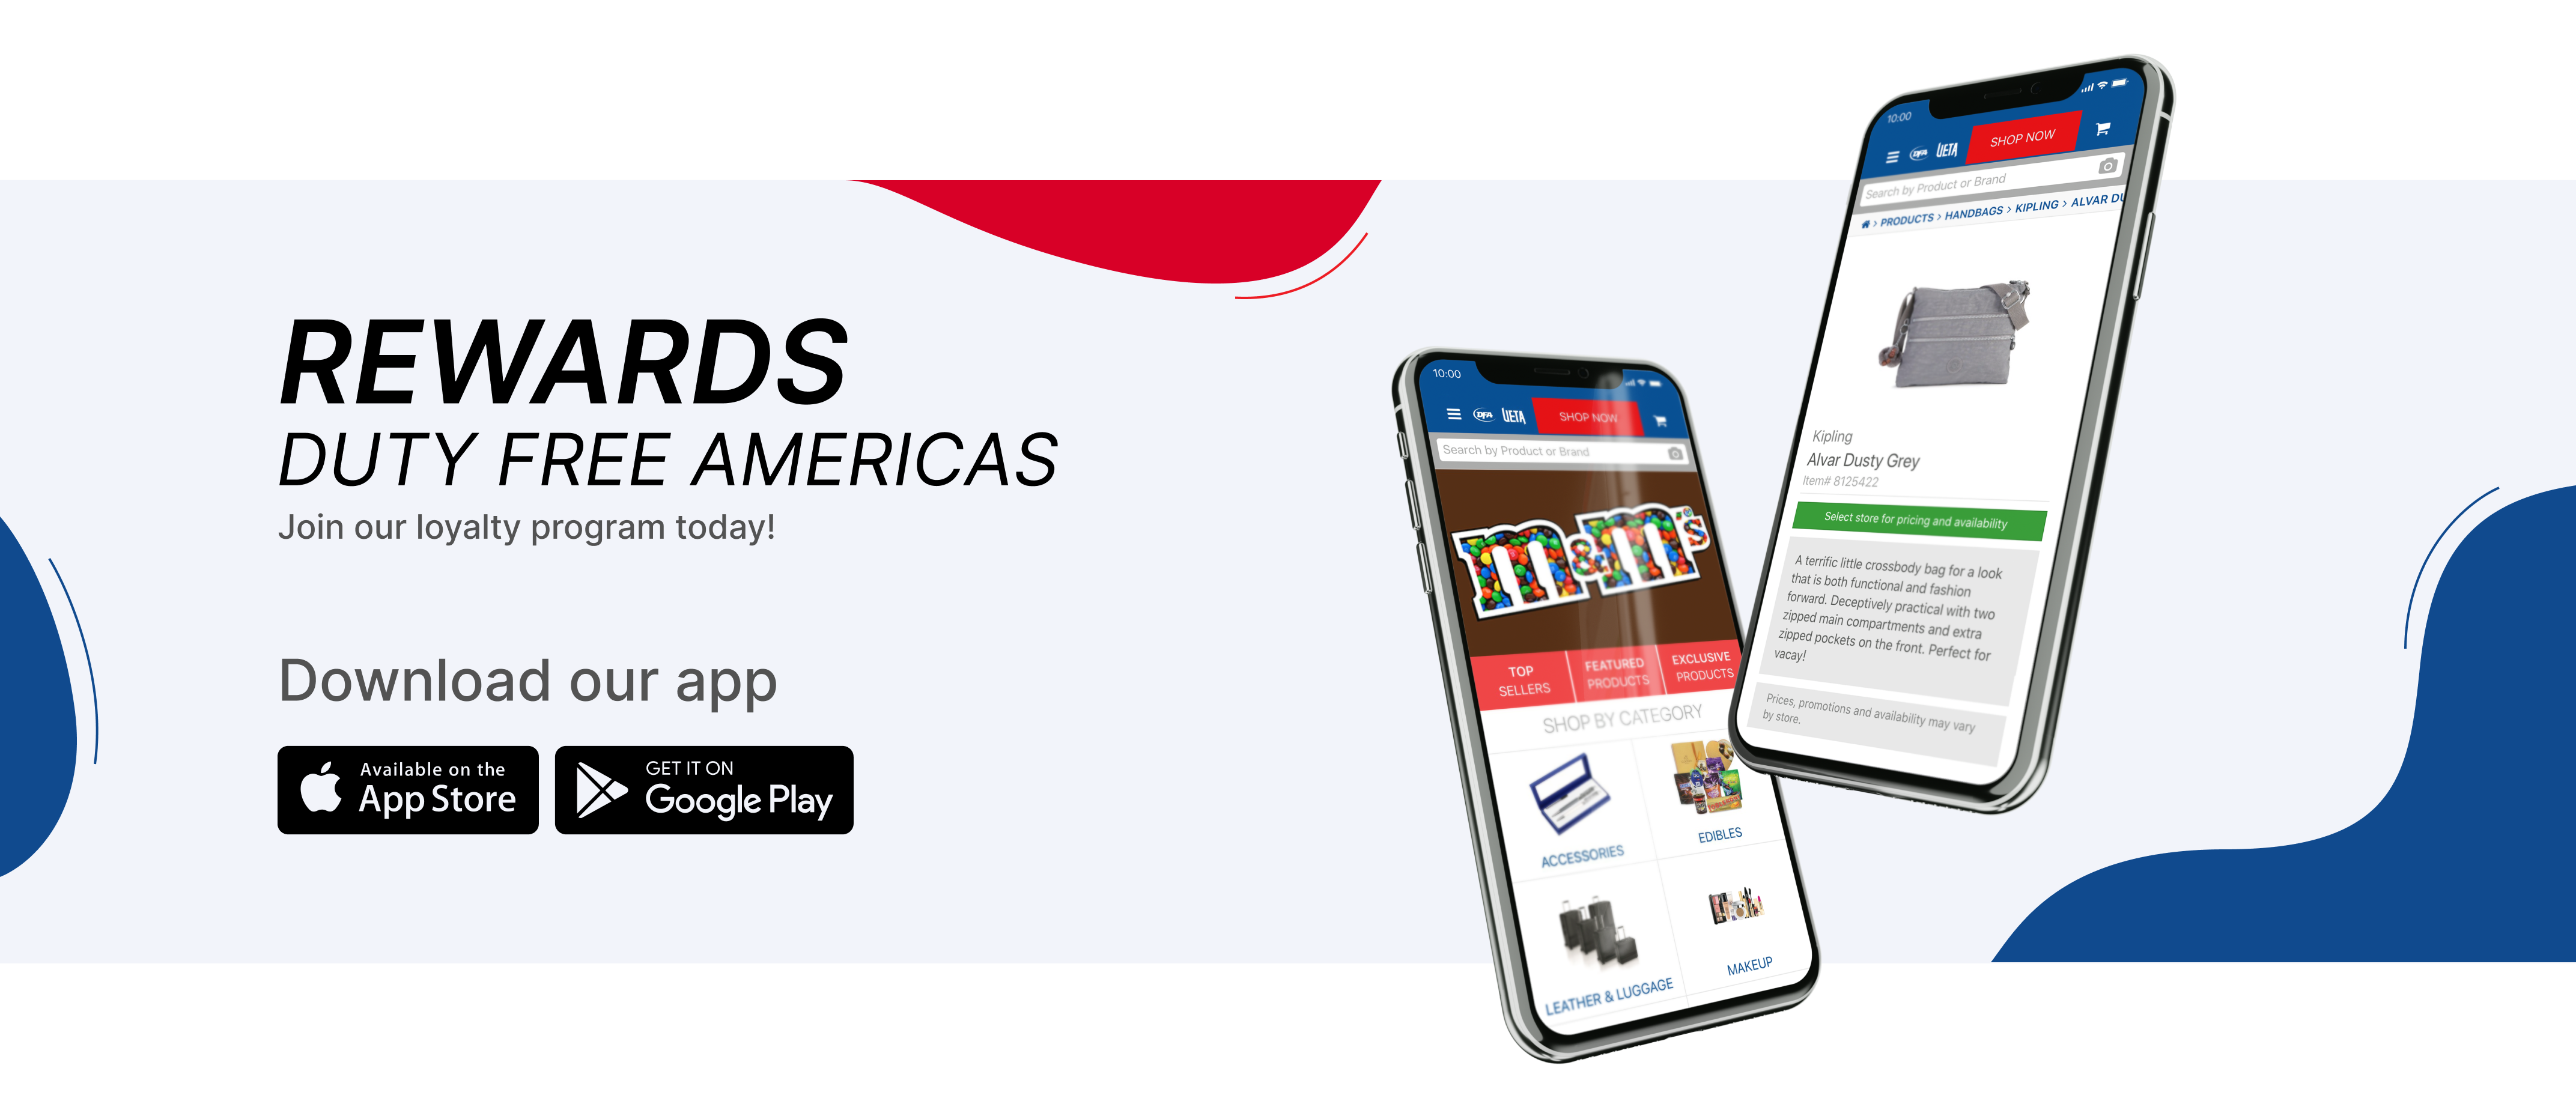 REWARDS
DUTY FREE AMERICAS
Join our loyalty program today!
Download our app
Available on the
App Store
GET IT ON
Google Play
10:00
DFA UETA SHOP NOW
Search by Product or Brand
m&m's
TOP
SELLERS
FEATURED
PRODUCTS
EXCLUSIVE
PRODUCTS
SHOP BY CATEGORY
ACCESSORIES
EDIBLES
LEATHER & LUGGAGE
MAKEUP
10:00
DFA UETA SHOP NOW
Search by Product or Brand
> PRODUCTS > HANDBAGS > KIPLING > ALVAR DU
Kipling
Alvar Dusty Grey
Item# 8125422
Select store for pricing and availability
A terrific little crossbody bag for a look
that is both functional and fashion
forward. Deceptively practical with two
zipped main compartments and extra
zipped pockets on the front. Perfect for
vacay!
Prices, promotions and availability may vary
by store.